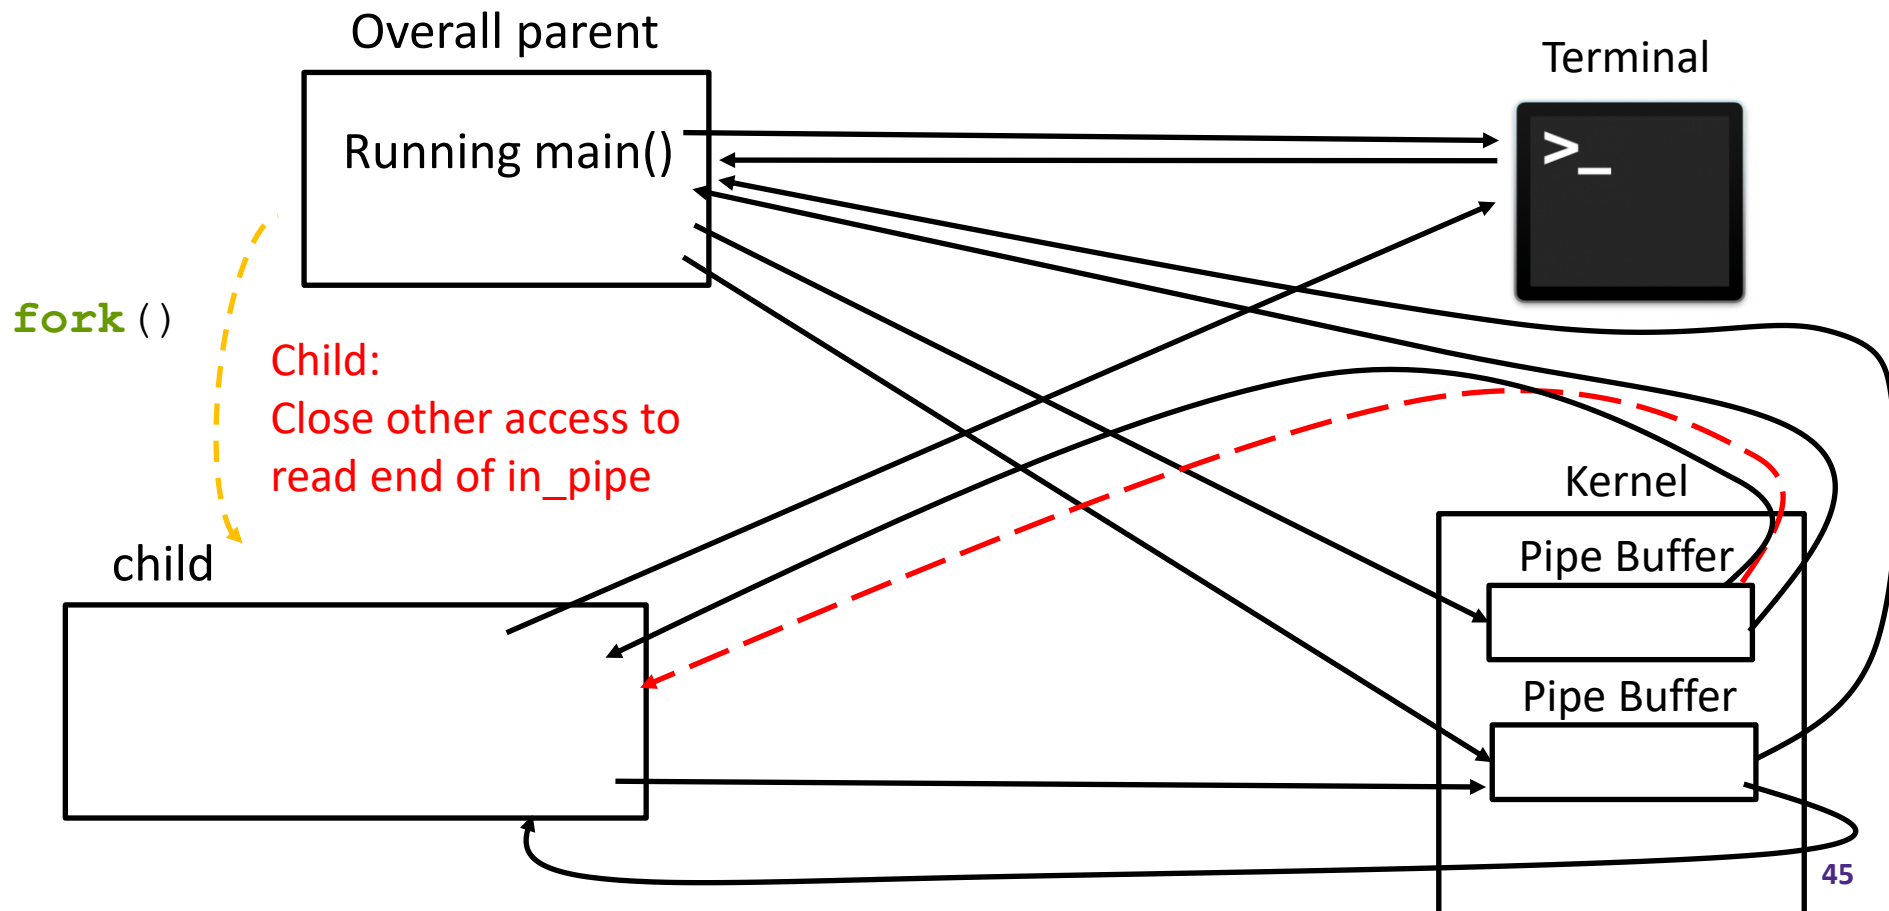 Overall parent
Terminal
Running main()
>_
fork()
Child:
Close other access to
read end of in_pipe
Kernel
child
Pipe Buffer
Pipe Buffer
45